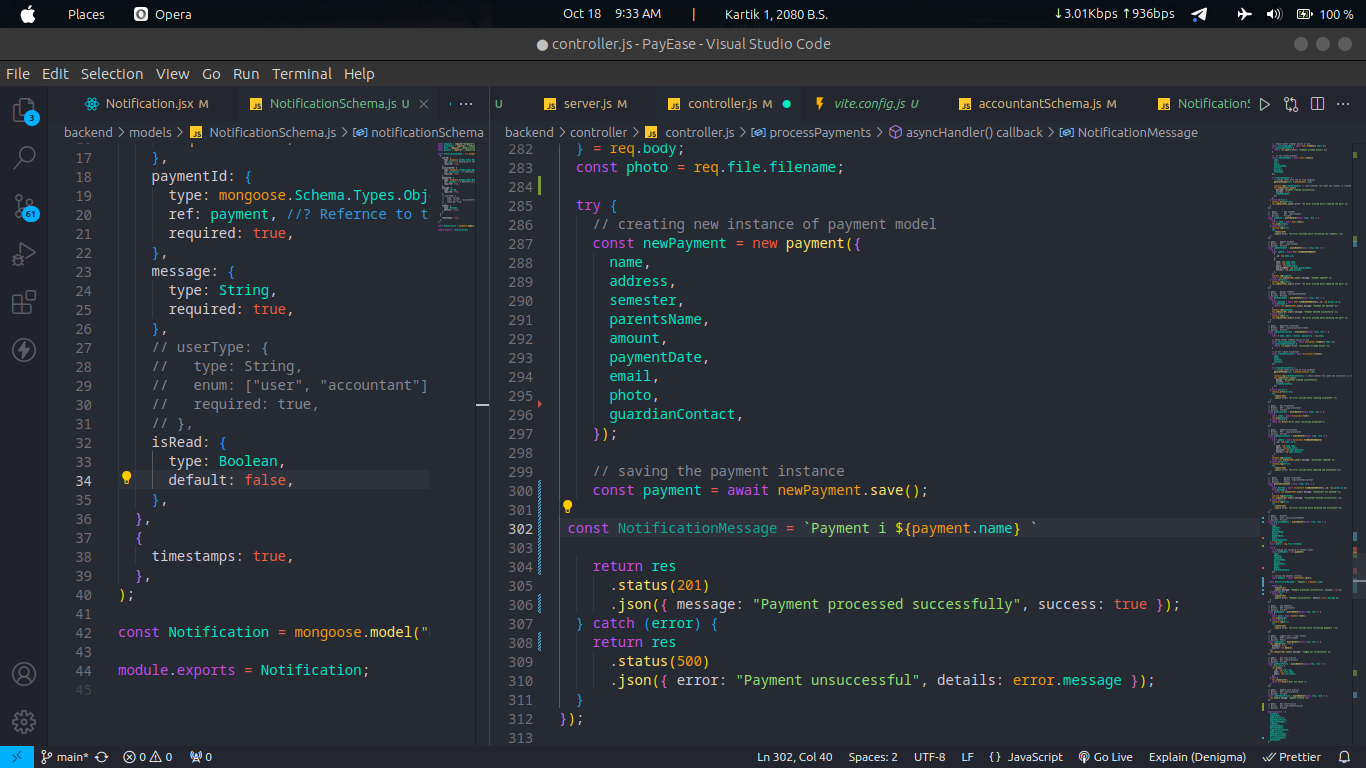 Places Opera Oct 18 9:33 AM | Kartik 1, 2080 B.S. ↓3.01Kbps ↑936bps 100 %
● controller.js - PayEase - Visual Studio Code
File Edit Selection View Go Run Terminal Help
Notification.jsx M JS NotificationSchema.js U ···
backend > models > JS NotificationSchema.js > notificationSchema
17 },
18 paymentId: {
19 type: mongoose.Schema.Types.Obj
20 ref: payment, //? Refernce to t
21 required: true,
22 },
23 message: {
24 type: String,
25 required: true,
26 },
27 // userType: {
28 // type: String,
29 // enum: ["user", "accountant"]
30 // required: true,
31 // },
32 isRead: {
33 type: Boolean,
34 default: false,
35 },
36 },
37 {
38 timestamps: true,
39 },
40 );
41
42 const Notification = mongoose.model("
43
44 module.exports = Notification;
45
U JS server.js M JS controller.js M vite.config.js U JS accountantSchema.js M JS Notification ···
backend > controller > JS controller.js > processPayments > asyncHandler() callback > NotificationMessage
282 } = req.body;
283 const photo = req.file.filename;
284
285 try {
286 // creating new instance of payment model
287 const newPayment = new payment({
288 name,
289 address,
290 semester,
291 parentsName,
292 amount,
293 paymentDate,
294 email,
295 photo,
296 guardianContact,
297 });
298
299 // saving the payment instance
300 const payment = await newPayment.save();
301
302 const NotificationMessage = `Payment i ${payment.name} `
303
304 return res
305 .status(201)
306 .json({ message: "Payment processed successfully", success: true });
307 } catch (error) {
308 return res
309 .status(500)
310 .json({ error: "Payment unsuccessful", details: error.message });
311 }
312 });
313
3
61
main* 0 0 0 Ln 302, Col 40 Spaces: 2 UTF-8 LF {} JavaScript Go Live Explain (Denigma) Prettier